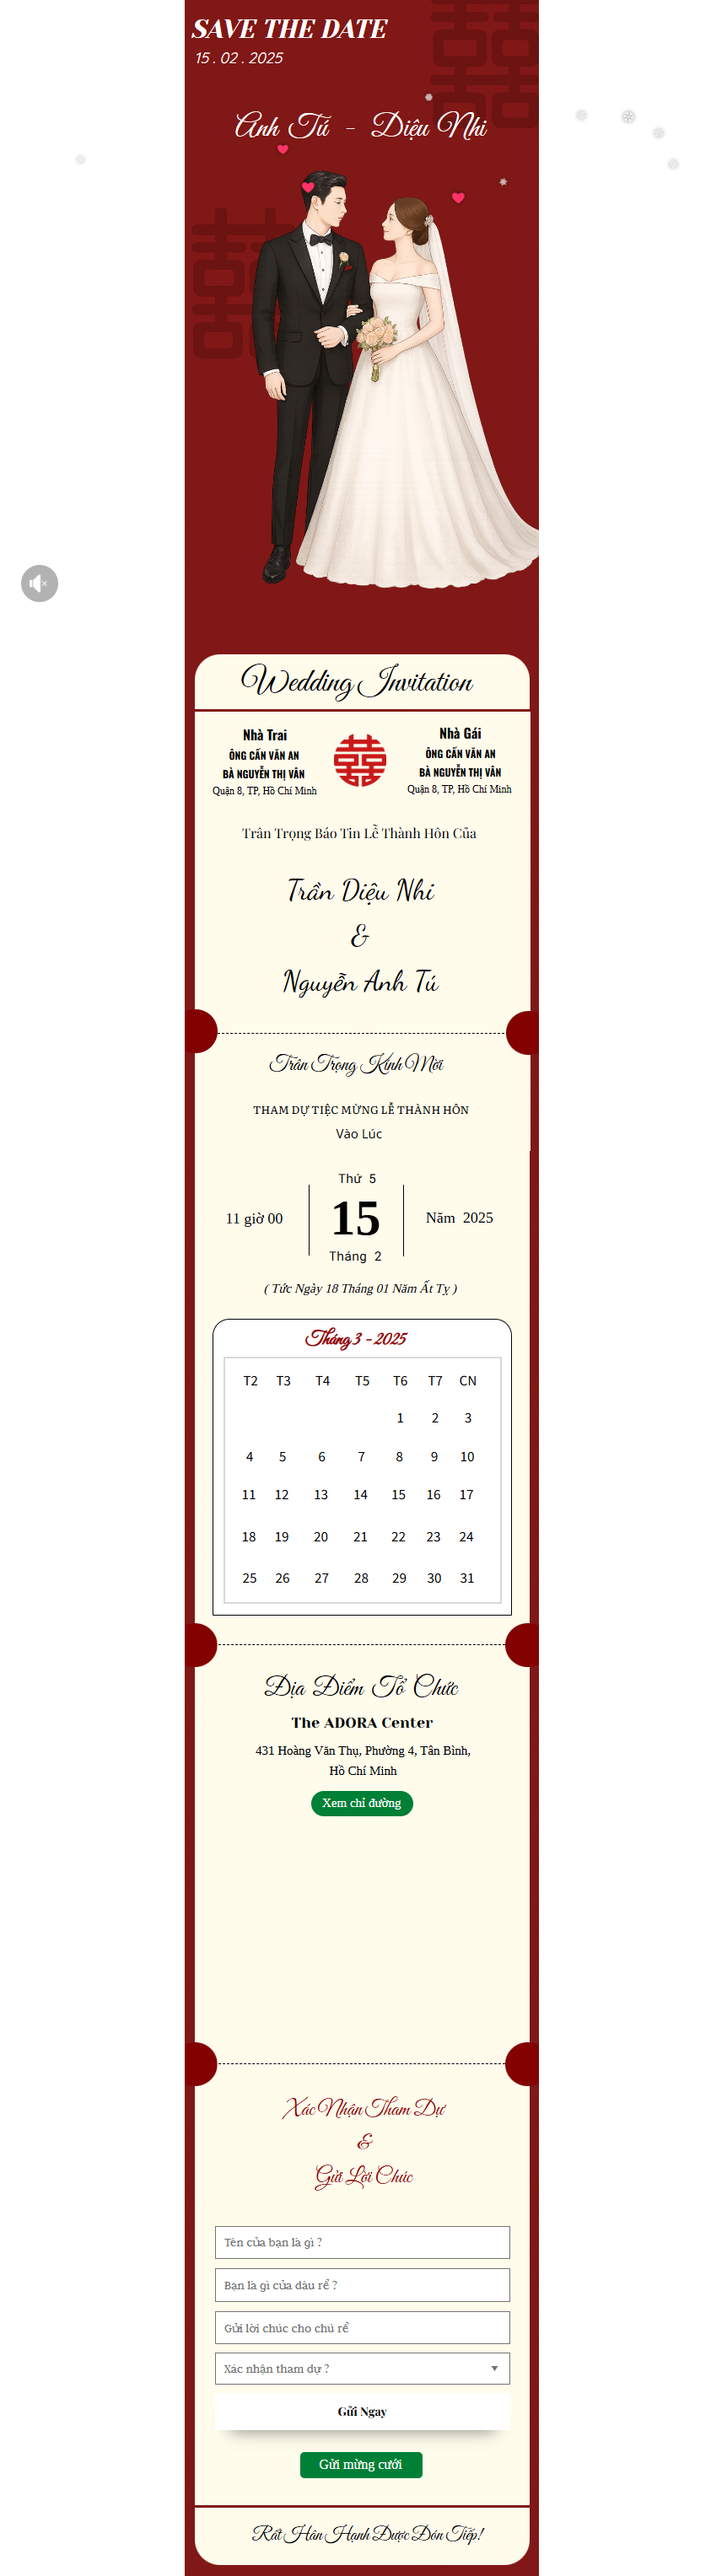 SAVE THE DATE
15 . 02 . 2025
Anh Tú - Diệu Nhi
Wedding Invitation
Nhà Trai
ÔNG CẤN VĂN AN
BÀ NGUYỄN THỊ VÂN
Quận 8, TP, Hồ Chí Minh
Nhà Gái
ÔNG CẤN VĂN AN
BÀ NGUYỄN THỊ VÂN
Quận 8, TP, Hồ Chí Minh
囍
Trân Trọng Báo Tin Lễ Thành Hôn Của
Trần Diệu Nhi
&
Nguyễn Anh Tú
Trân Trọng Kính Mời
THAM DỰ TIỆC MỪNG LỄ THÀNH HÔN
Vào Lúc
11 giờ 00
Thứ 5
15
Tháng 2
Năm 2025
( Tức Ngày 18 Tháng 01 Năm Ất Tỵ )
Tháng 3 - 2025
T2 T3 T4 T5 T6 T7 CN
1 2 3
4 5 6 7 8 9 10
11 12 13 14 15 16 17
18 19 20 21 22 23 24
25 26 27 28 29 30 31
Địa Điểm Tổ Chức
The ADORA Center
431 Hoàng Văn Thụ, Phường 4, Tân Bình,
Hồ Chí Minh
Xem chỉ đường
Xác Nhận Tham Dự
&
Gửi Lời Chúc
Tên của bạn là gì ?
Bạn là gì của dâu rể ?
Gửi lời chúc cho chú rể
Xác nhận tham dự ?
Gửi Ngay
Gửi mừng cưới
Rất Hân Hạnh Được Đón Tiếp!